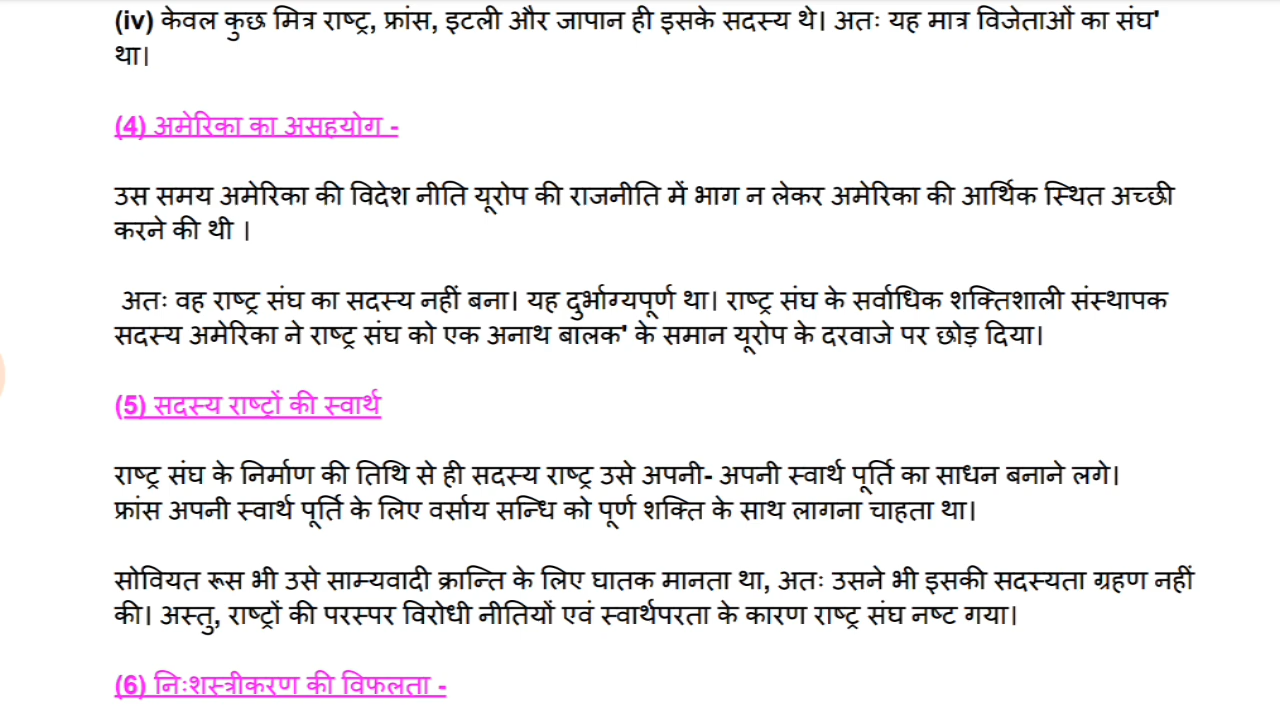 (iv) केवल कुछ मित्र राष्ट्र, फ्रांस, इटली और जापान ही इसके सदस्य थे। अतः यह मात्र विजेताओं का संघ'
था।
(4) अमेरिका का असहयोग -
उस समय अमेरिका की विदेश नीति यूरोप की राजनीति में भाग न लेकर अमेरिका की आर्थिक स्थित अच्छी
करने की थी ।
अतः वह राष्ट्र संघ का सदस्य नहीं बना। यह दुर्भाग्यपूर्ण था। राष्ट्र संघ के सर्वाधिक शक्तिशाली संस्थापक
सदस्य अमेरिका ने राष्ट्र संघ को एक अनाथ बालक' के समान यूरोप के दरवाजे पर छोड़ दिया।
(5) सदस्य राष्ट्रों की स्वार्थ
राष्ट्र संघ के निर्माण की तिथि से ही सदस्य राष्ट्र उसे अपनी- अपनी स्वार्थ पूर्ति का साधन बनाने लगे।
फ्रांस अपनी स्वार्थ पूर्ति के लिए वर्साय सन्धि को पूर्ण शक्ति के साथ लागना चाहता था।
सोवियत रूस भी उसे साम्यवादी क्रान्ति के लिए घातक मानता था, अतः उसने भी इसकी सदस्यता ग्रहण नहीं
की। अस्तु, राष्ट्रों की परस्पर विरोधी नीतियों एवं स्वार्थपरता के कारण राष्ट्र संघ नष्ट गया।
(6) निःशस्त्रीकरण की विफलता -